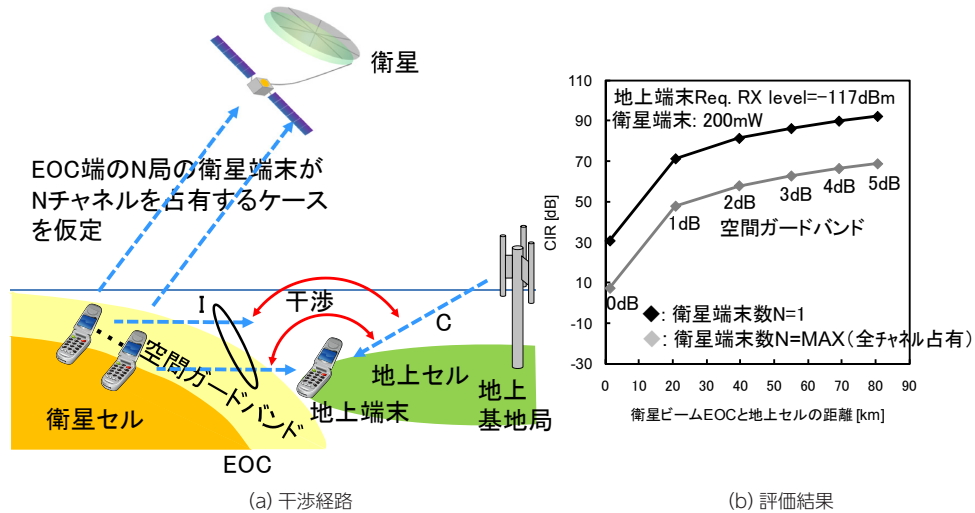 衛星
EOC端のN局の衛星端末が
Nチャネルを占有するケース
を仮定
I
干渉
C
空間ガードバンド
衛星セル
地上端末
地上セル
地上
基地局
EOC
(a) 干渉経路
110
90
70
50
30
10
-10
-30
CIR [dB]
地上端末Req. RX level=-117dBm
衛星端末: 200mW
0dB
1dB
2dB
3dB
4dB
5dB
空間ガードバンド
◆: 衛星端末数N=1
◆: 衛星端末数N=MAX(全チャネル占有)
0 10 20 30 40 50 60 70 80 90
衛星ビームEOCと地上セルの距離 [km]
(b) 評価結果